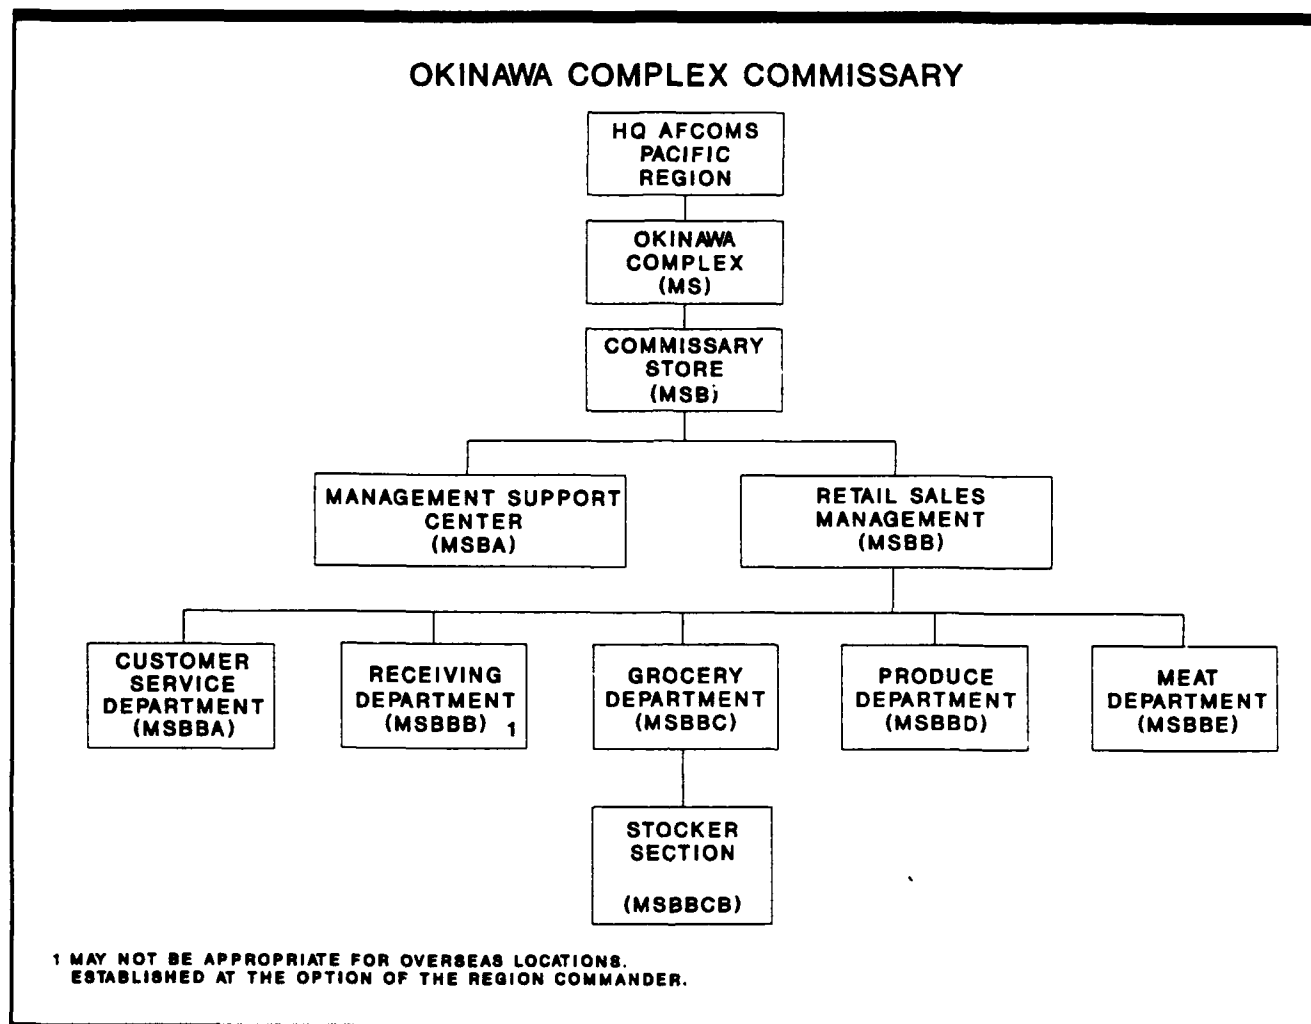 OKINAWA COMPLEX COMMISSARY
HQ AFCOMS
PACIFIC
REGION
OKINAWA
COMPLEX
(MS)
COMMISSARY
STORE
(MSB)
MANAGEMENT SUPPORT
CENTER
(MSBA)
RETAIL SALES
MANAGEMENT
(MSBB)
CUSTOMER
SERVICE
DEPARTMENT
(MSBBA)
RECEIVING
DEPARTMENT
(MSBBB) 1
GROCERY
DEPARTMENT
(MSBBC)
PRODUCE
DEPARTMENT
(MSBBD)
MEAT
DEPARTMENT
(MSBBE)
STOCKER
SECTION
(MSBBCB)
1 MAY NOT BE APPROPRIATE FOR OVERSEAS LOCATIONS.
ESTABLISHED AT THE OPTION OF THE REGION COMMANDER.